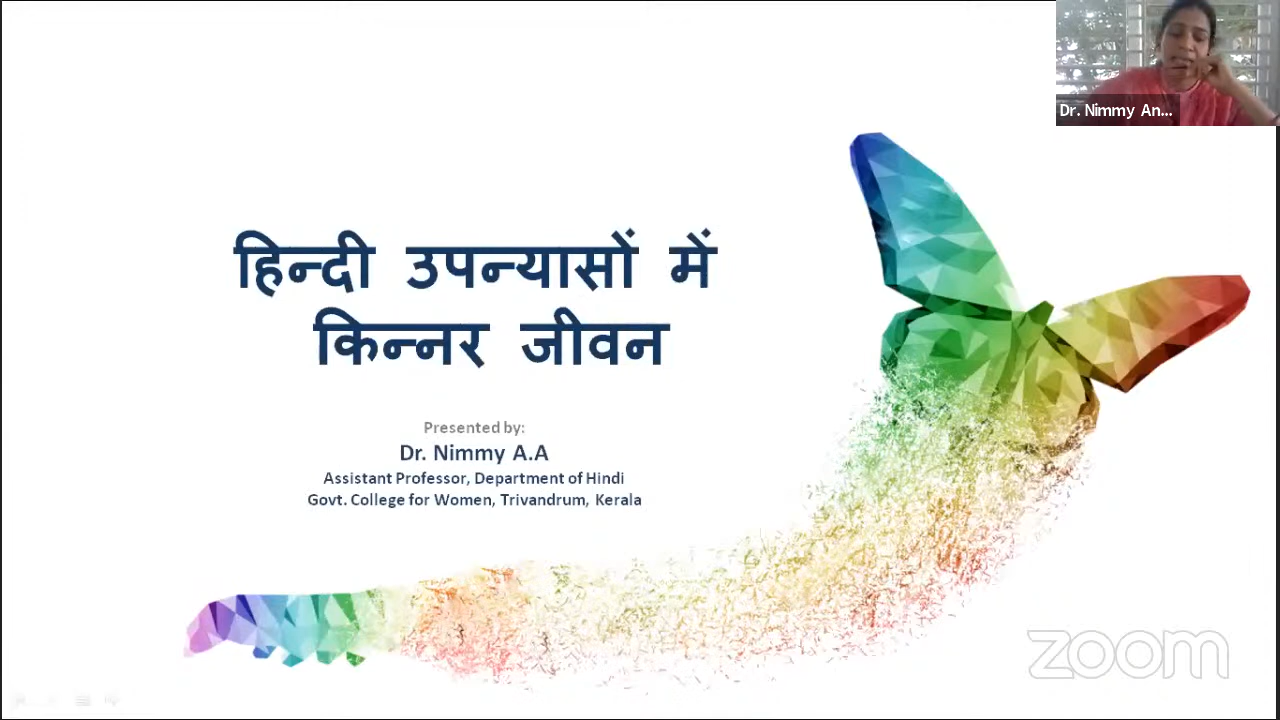 Dr. Nimmy An...
हिन्दी उपन्यासों में
किन्नर जीवन
Presented by:
Dr. Nimmy A.A
Assistant Professor, Department of Hindi
Govt. College for Women, Trivandrum, Kerala
zoom